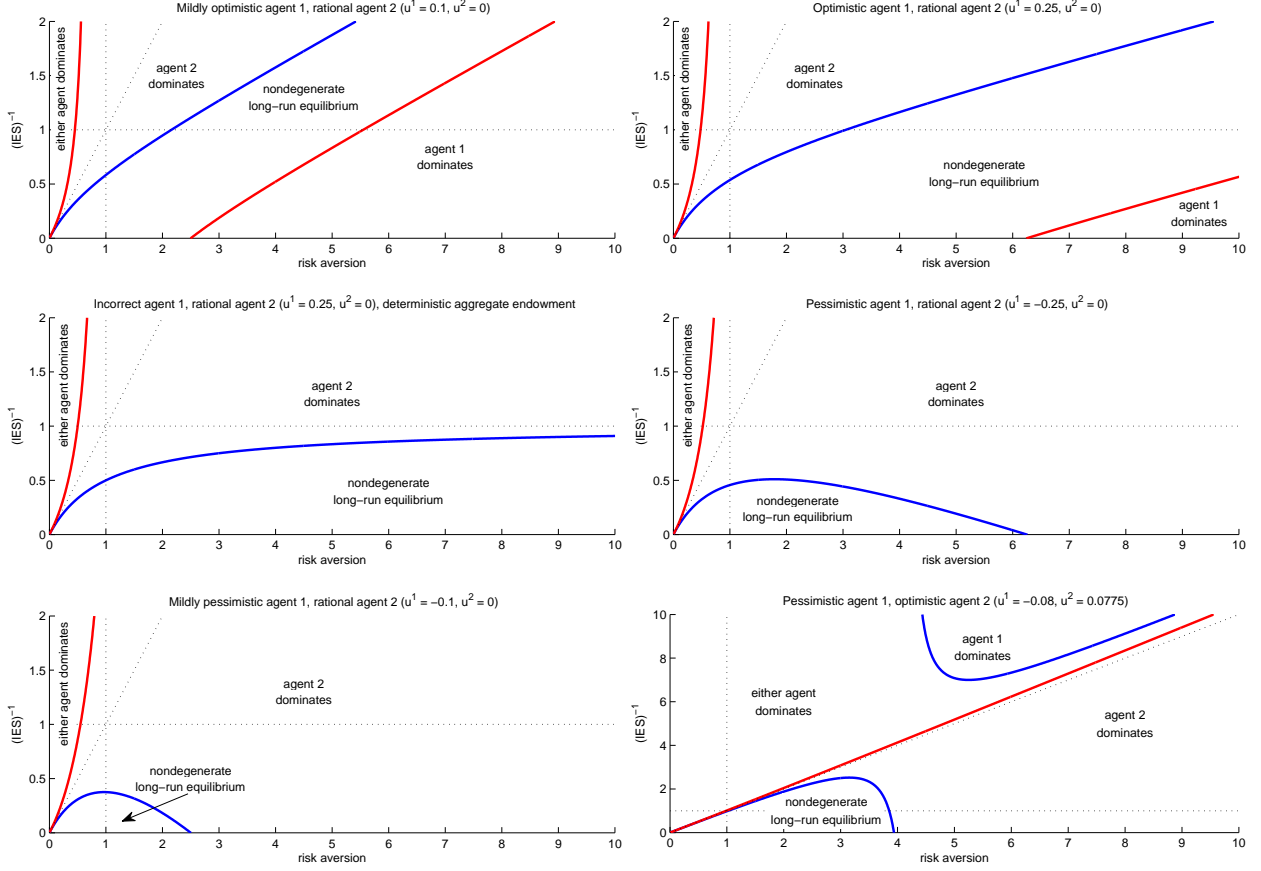 Mildly optimistic agent 1, rational agent 2 (u¹ = 0.1, u² = 0)
2
1.5
1
0.5
0
(IES)⁻¹
either agent dominates
agent 2
dominates
nondegenerate
long−run equilibrium
agent 1
dominates
0 1 2 3 4 5 6 7 8 9 10
risk aversion
Optimistic agent 1, rational agent 2 (u¹ = 0.25, u² = 0)
2
1.5
1
0.5
0
(IES)⁻¹
either agent dominates
agent 2
dominates
nondegenerate
long−run equilibrium
agent 1
dominates
0 1 2 3 4 5 6 7 8 9 10
risk aversion
Incorrect agent 1, rational agent 2 (u¹ = 0.25, u² = 0), deterministic aggregate endowment
2
1.5
1
0.5
0
(IES)⁻¹
either agent dominates
agent 2
dominates
nondegenerate
long−run equilibrium
0 1 2 3 4 5 6 7 8 9 10
risk aversion
Pessimistic agent 1, rational agent 2 (u¹ = −0.25, u² = 0)
2
1.5
1
0.5
0
(IES)⁻¹
either agent dominates
agent 2
dominates
nondegenerate
long−run equilibrium
0 1 2 3 4 5 6 7 8 9 10
risk aversion
Mildly pessimistic agent 1, rational agent 2 (u¹ = −0.1, u² = 0)
2
1.5
1
0.5
0
(IES)⁻¹
either agent dominates
agent 2
dominates
nondegenerate
long−run equilibrium
0 1 2 3 4 5 6 7 8 9 10
risk aversion
Pessimistic agent 1, optimistic agent 2 (u¹ = −0.08, u² = 0.0775)
10
8
6
4
2
0
(IES)⁻¹
agent 1
dominates
either agent
dominates
agent 2
dominates
nondegenerate
long−run equilibrium
0 1 2 3 4 5 6 7 8 9 10
risk aversion